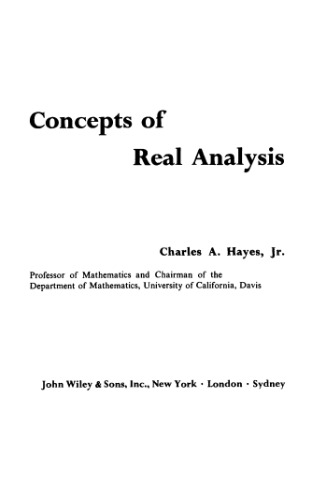 Concepts of
Real Analysis
Charles A. Hayes, Jr.
Professor of Mathematics and Chairman of the
Department of Mathematics, University of California, Davis
John Wiley & Sons, Inc., New York · London · Sydney